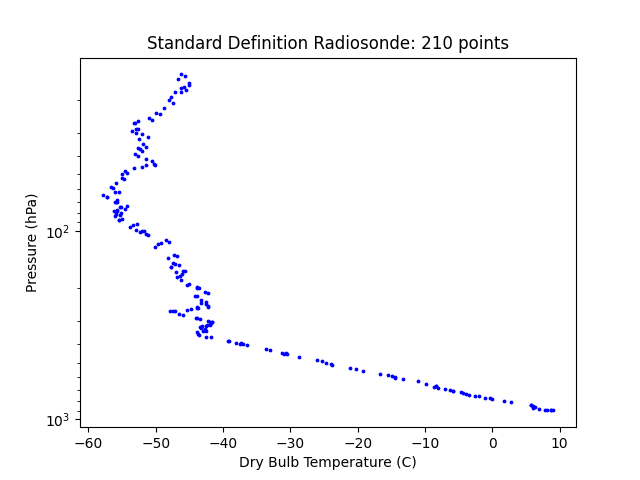 Standard Definition Radiosonde: 210 points
Pressure (hPa)
10²
10³
−60 −50 −40 −30 −20 −10 0 10
Dry Bulb Temperature (C)